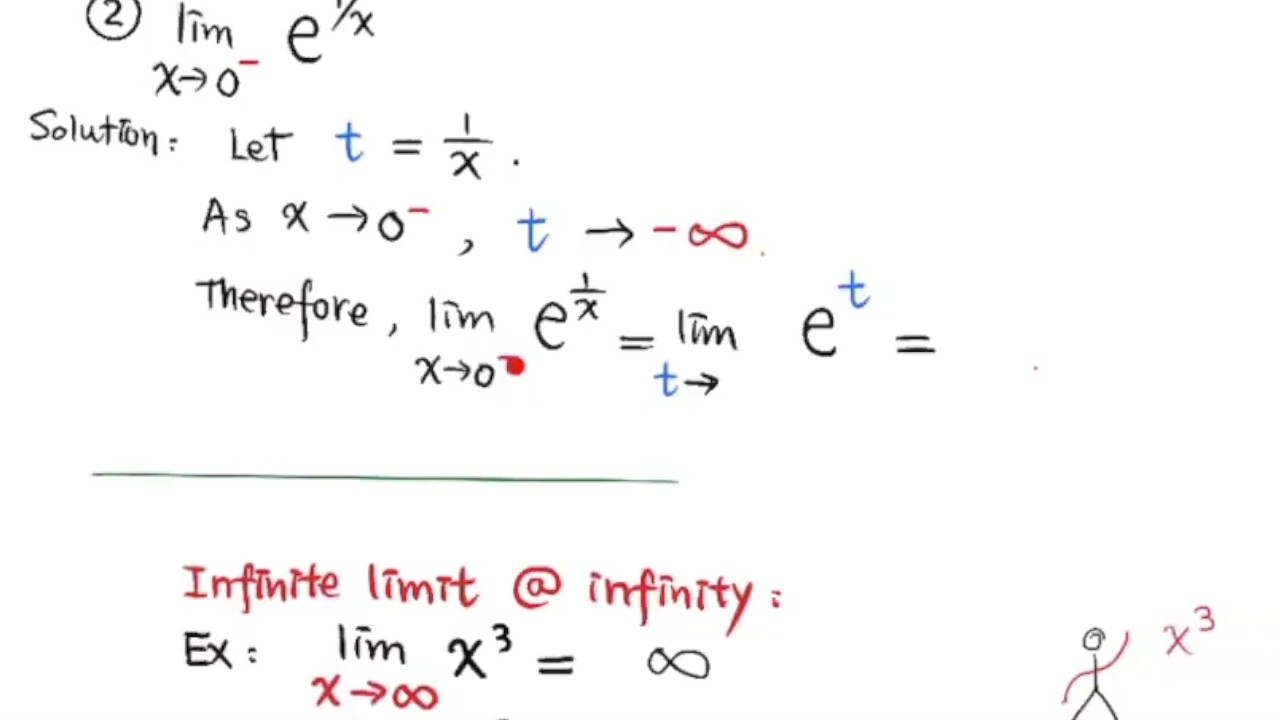 ② lim e^{1/x}
x→0⁻
Solution: Let t = 1/x .
As x → 0⁻ , t → -∞
Therefore, lim e^{1/x} = lim e^t =
x→0⁻ t→
Infinite limit @ infinity:
Ex: lim x³ = ∞
x→∞
x³